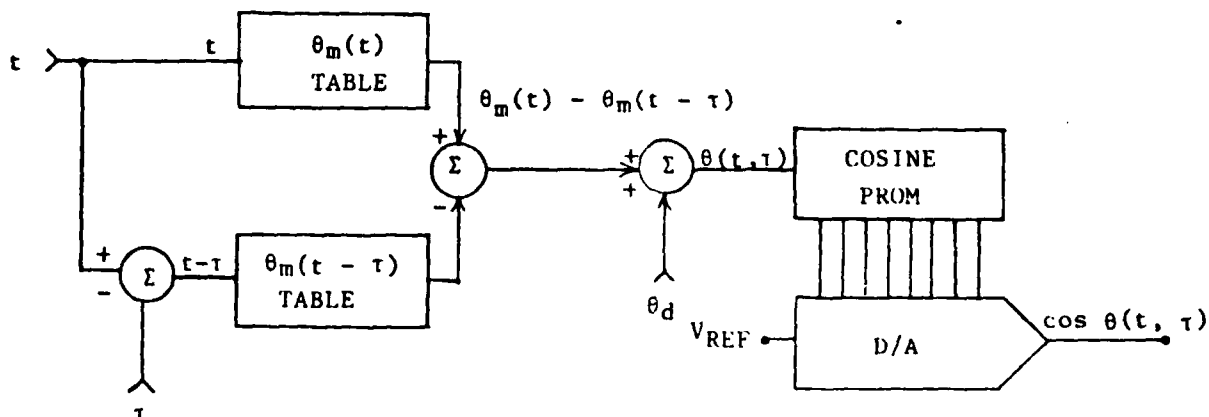 t
t
θm(t)
TABLE
θm(t) - θm(t - τ)
+
Σ
-
+
+
Σ
θ(t,τ)
COSINE
PROM
+
-
Σ
t-τ
θm(t - τ)
TABLE
θd
VREF
D/A
cos θ(t, τ)
τ